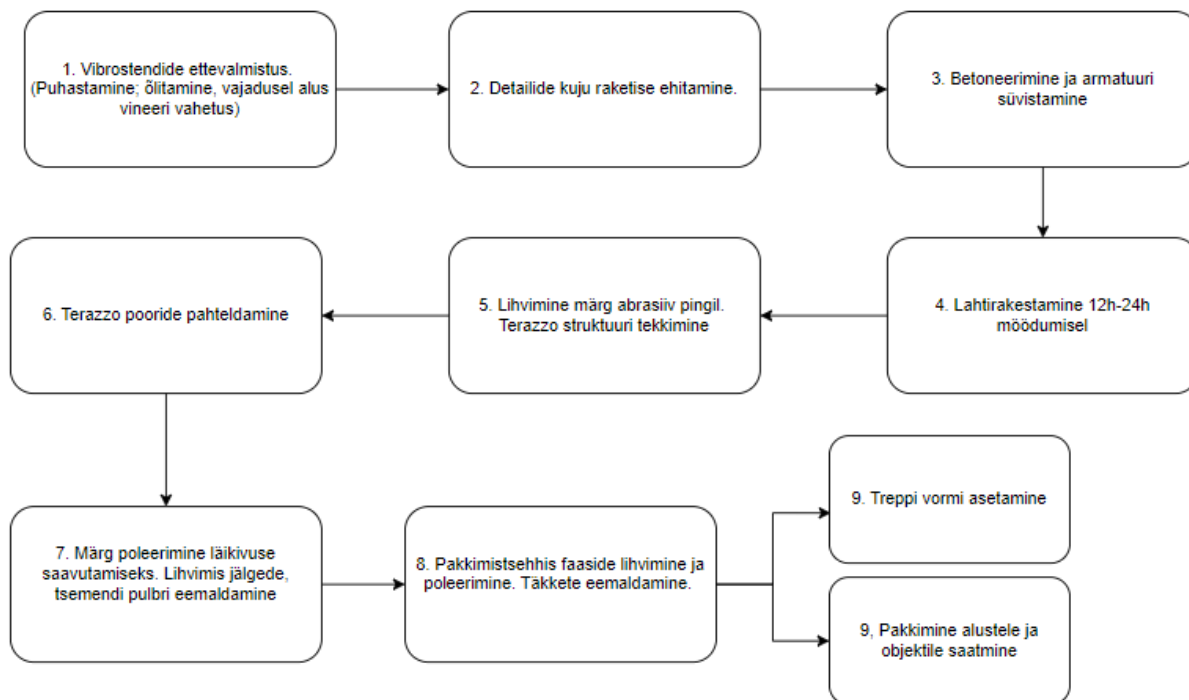 1. Vibrostendide ettevalmistus.
(Puhastamine; õlitamine, vajadusel alus
vineeri vahetus)
2. Detailide kuju raketise ehitamine.
3. Betoneerimine ja armatuuri
süvistamine
4. Lahtirakestamine 12h-24h
möödumisel
5. Lihvimine märg abrasiiv pingil.
Terazzo struktuuri tekkimine
6. Terazzo pooride pahteldamine
7. Märg poleerimine läikivuse
saavutamiseks. Lihvimis jälgede,
tsemendi pulbri eemaldamine
8. Pakkimistsehhis faaside lihvimine ja
poleerimine. Täkkete eemaldamine.
9. Treppi vormi asetamine
9, Pakkimine alustele ja
objektile saatmine